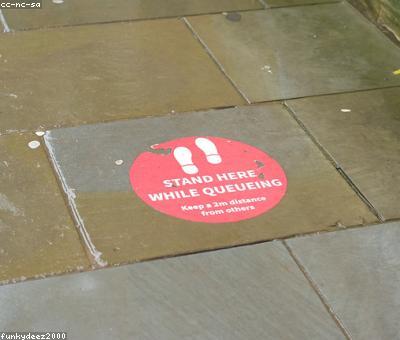 cc-nc-sa
STAND HERE
WHILE QUEUEING
Keep a 2m distance
from others
funkydeez2000